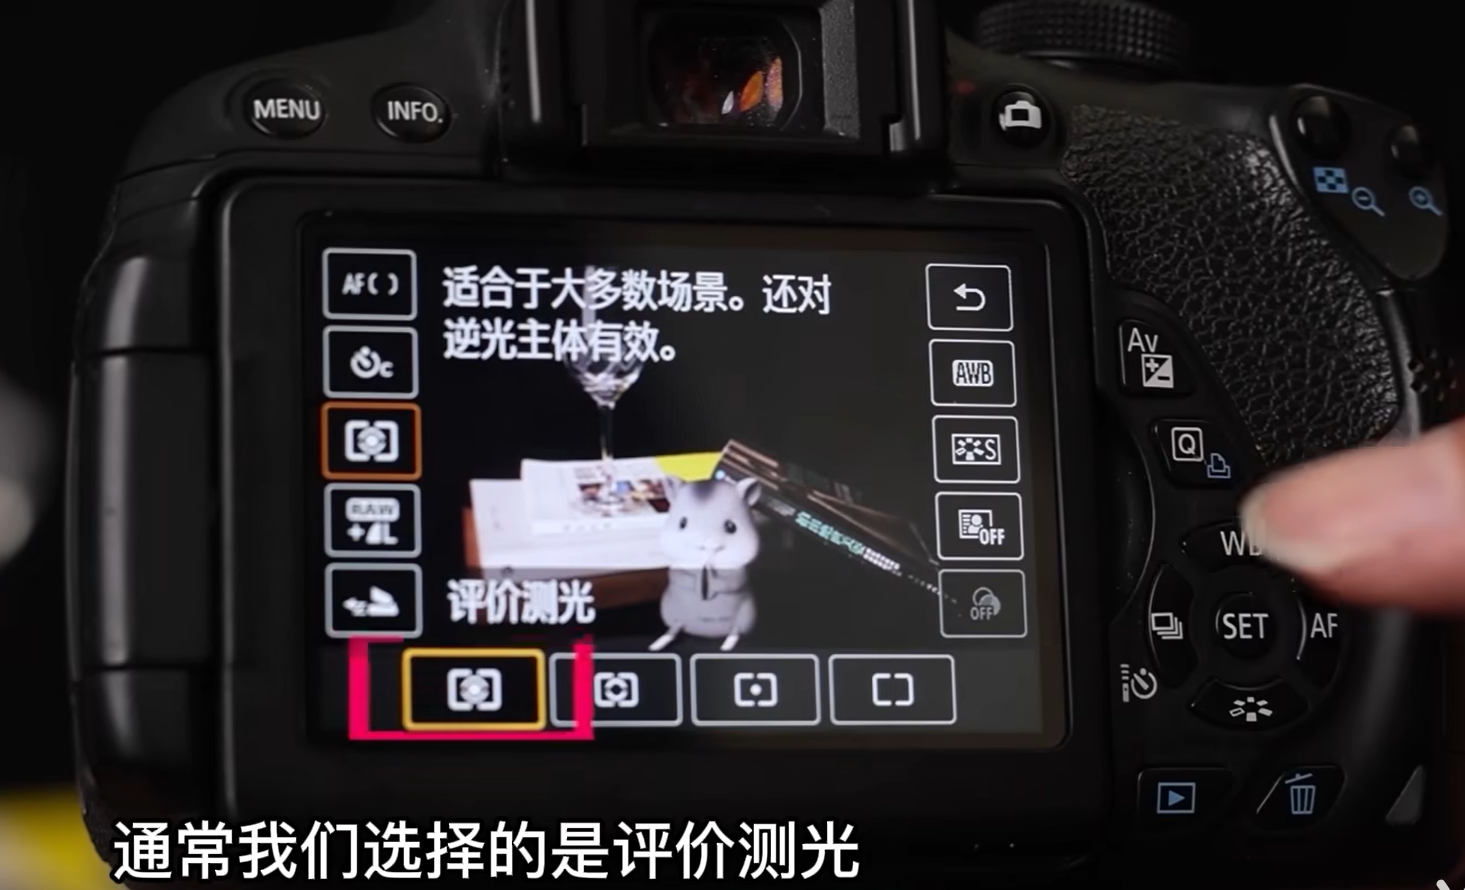 MENU
INFO.
AF( )
适合于大多数场景。还对
逆光主体有效。
c
AWB
S
RAW
+L
OFF
OFF
评价测光
Av
Q
SET
AF
通常我们选择的是评价测光